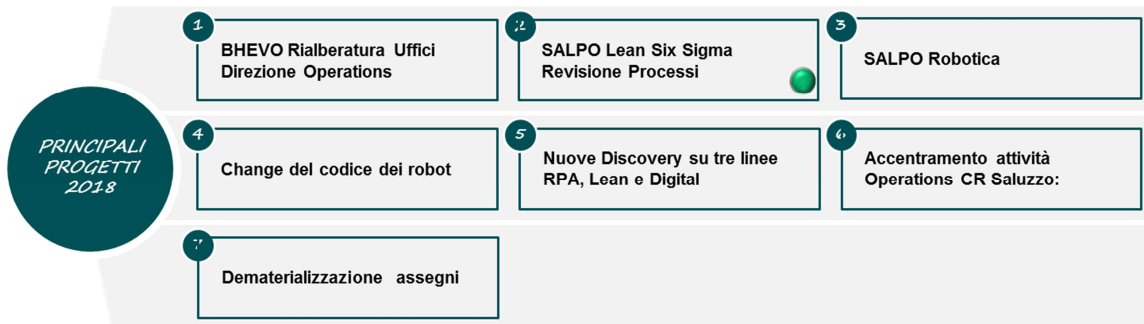 PRINCIPALI
PROGETTI
2018
1
BHEVO Rialberatura Uffici
Direzione Operations
2
SALPO Lean Six Sigma
Revisione Processi
3
SALPO Robotica
4
Change del codice dei robot
5
Nuove Discovery su tre linee
RPA, Lean e Digital
6
Accentramento attività
Operations CR Saluzzo:
7
Dematerializzazione assegni